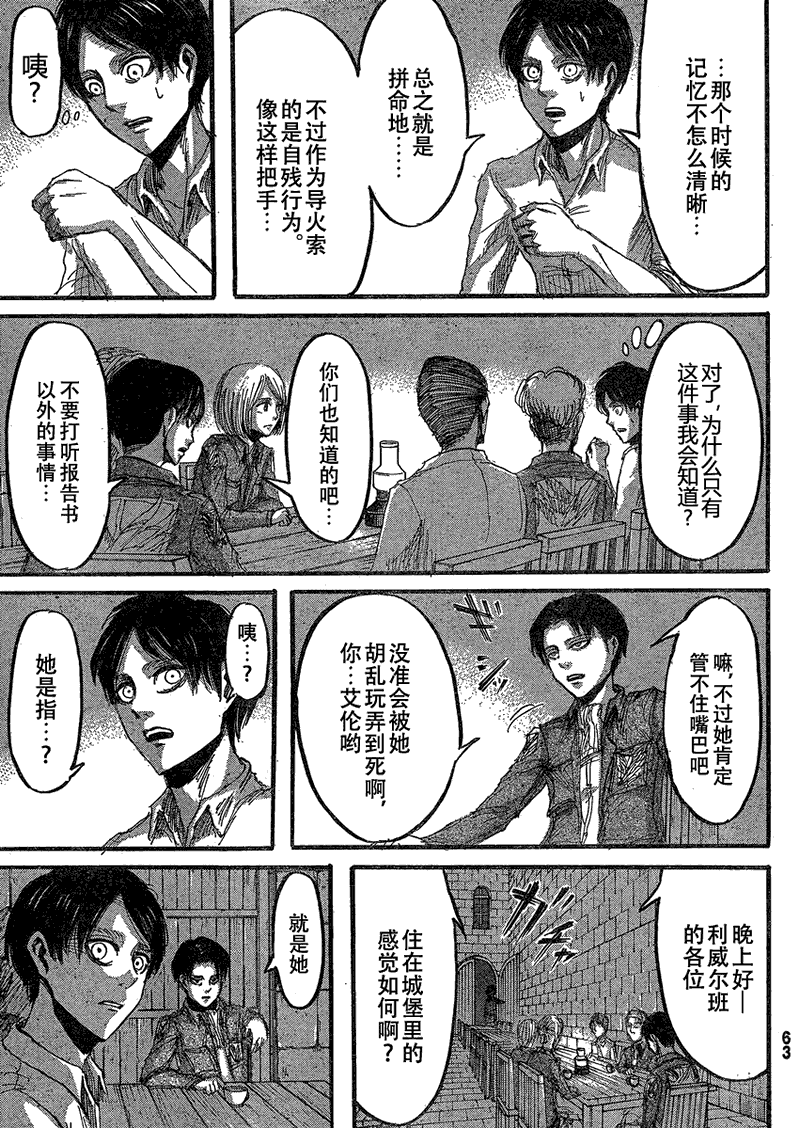 …那个时候的
记忆不怎么清晰…
总之就是
拼命地……
不过作为导火索
的是自残行为。
像这样把手…
咦？
对了,为什么只有
这件事我会知道？
你们也知道的吧…
不要打听报告书
以外的事情…
嘛,不过她肯定
管不住嘴巴吧
没准会被她
胡乱玩弄到死啊,
你…艾伦哟
咦…？
她是指…？
晚上好—
利威尔班
的各位
住在城堡里的
感觉如何啊？
就是她
63